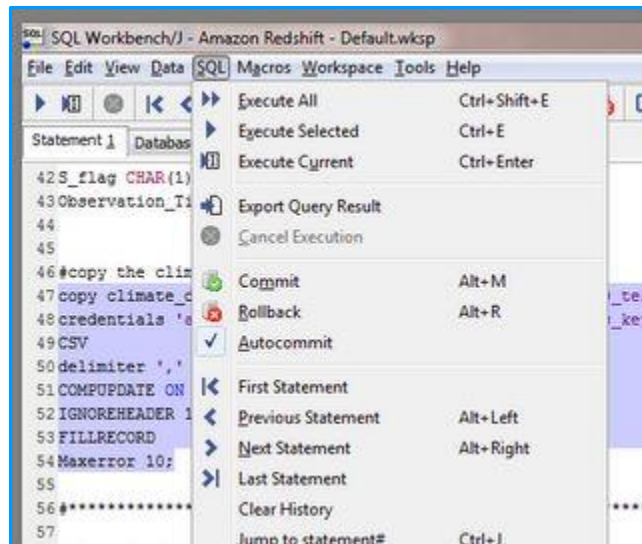 SQL Workbench/J - Amazon Redshift - Default.wksp
File Edit View Data SQL Macros Workspace Tools Help
Statement 1 Databas
Execute All Ctrl+Shift+E
Execute Selected Ctrl+E
Execute Current Ctrl+Enter
Export Query Result
Cancel Execution
Commit Alt+M
Rollback Alt+R
Autocommit
First Statement
Previous Statement Alt+Left
Next Statement Alt+Right
Last Statement
Clear History
Jump to statement# Ctrl+J
42 S_flag CHAR(1)
43 Observation_Ti
44
45
46 #copy the clim
47 copy climate_c _te
48 credentials 'a _ke
49 CSV
50 delimiter ','
51 COMPUPDATE ON
52 IGNOREHEADER 1
53 FILLRECORD
54 Maxerror 10;
55
56 #************** ***
57